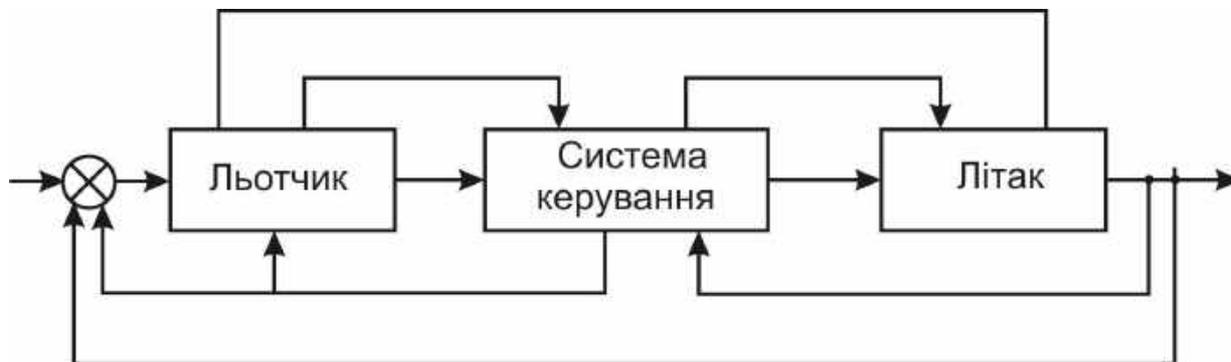 Льотчик
Система
керування
Літак